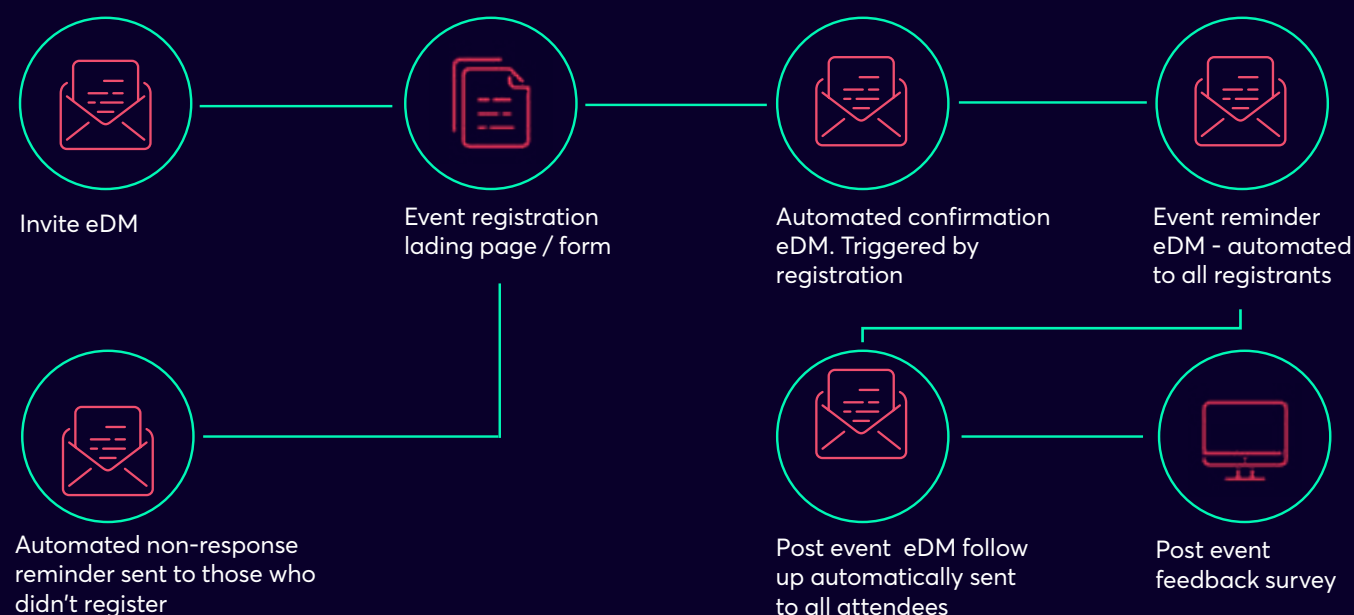 Invite eDM
Event registration
lading page / form
Automated confirmation
eDM. Triggered by
registration
Event reminder
eDM - automated
to all registrants
Automated non-response
reminder sent to those who
didn't register
Post event  eDM follow
up automatically sent
to all attendees
Post event
feedback survey